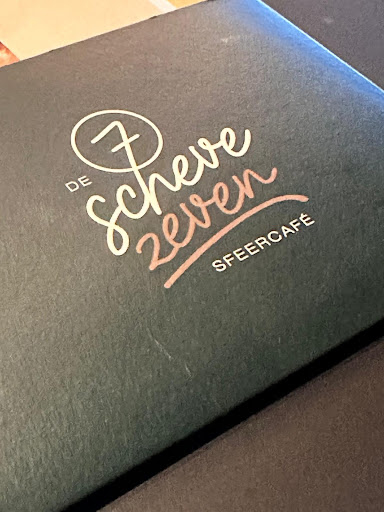 7
DE
scheve
zeven
SFEERCAFÉ